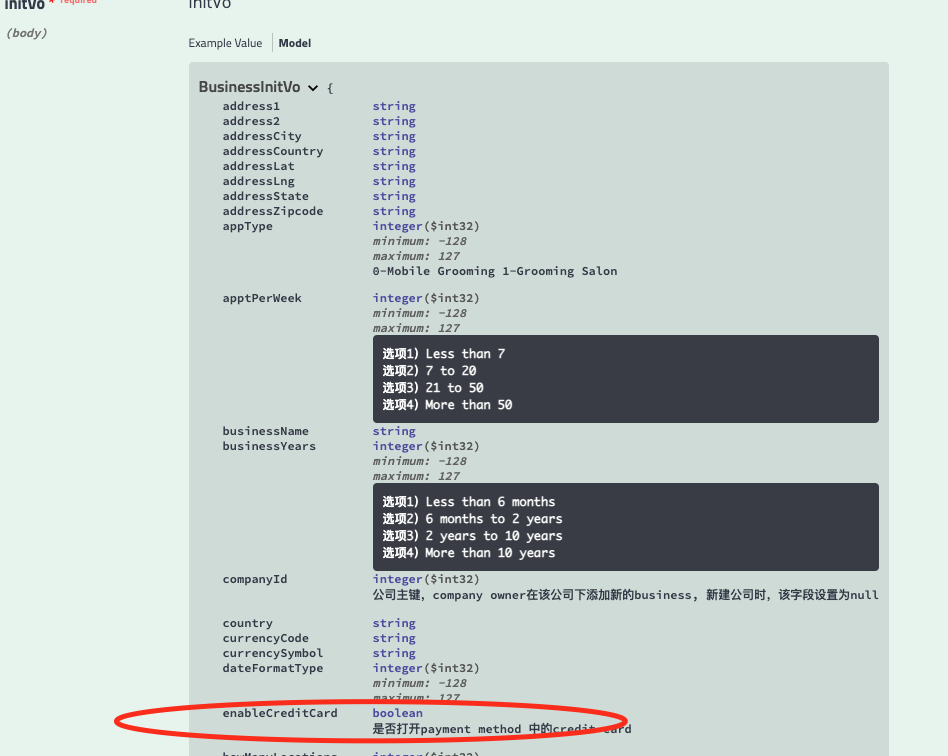 initVo * required
initVo
(body)
Example Value Model
BusinessInitVo {
address1 string
address2 string
addressCity string
addressCountry string
addressLat string
addressLng string
addressState string
addressZipcode string
appType integer($int32)
minimum: -128
maximum: 127
0-Mobile Grooming 1-Grooming Salon
apptPerWeek integer($int32)
minimum: -128
maximum: 127
选项1) Less than 7
选项2) 7 to 20
选项3) 21 to 50
选项4) More than 50
businessName string
businessYears integer($int32)
minimum: -128
maximum: 127
选项1) Less than 6 months
选项2) 6 months to 2 years
选项3) 2 years to 10 years
选项4) More than 10 years
companyId integer($int32)
公司主键，company owner在该公司下添加新的business, 新建公司时，该字段设置为null
country string
currencyCode string
currencySymbol string
dateFormatType integer($int32)
minimum: -128
maximum: 127
enableCreditCard boolean
是否打开payment method 中的credit card
howManyLocations integer($int32)